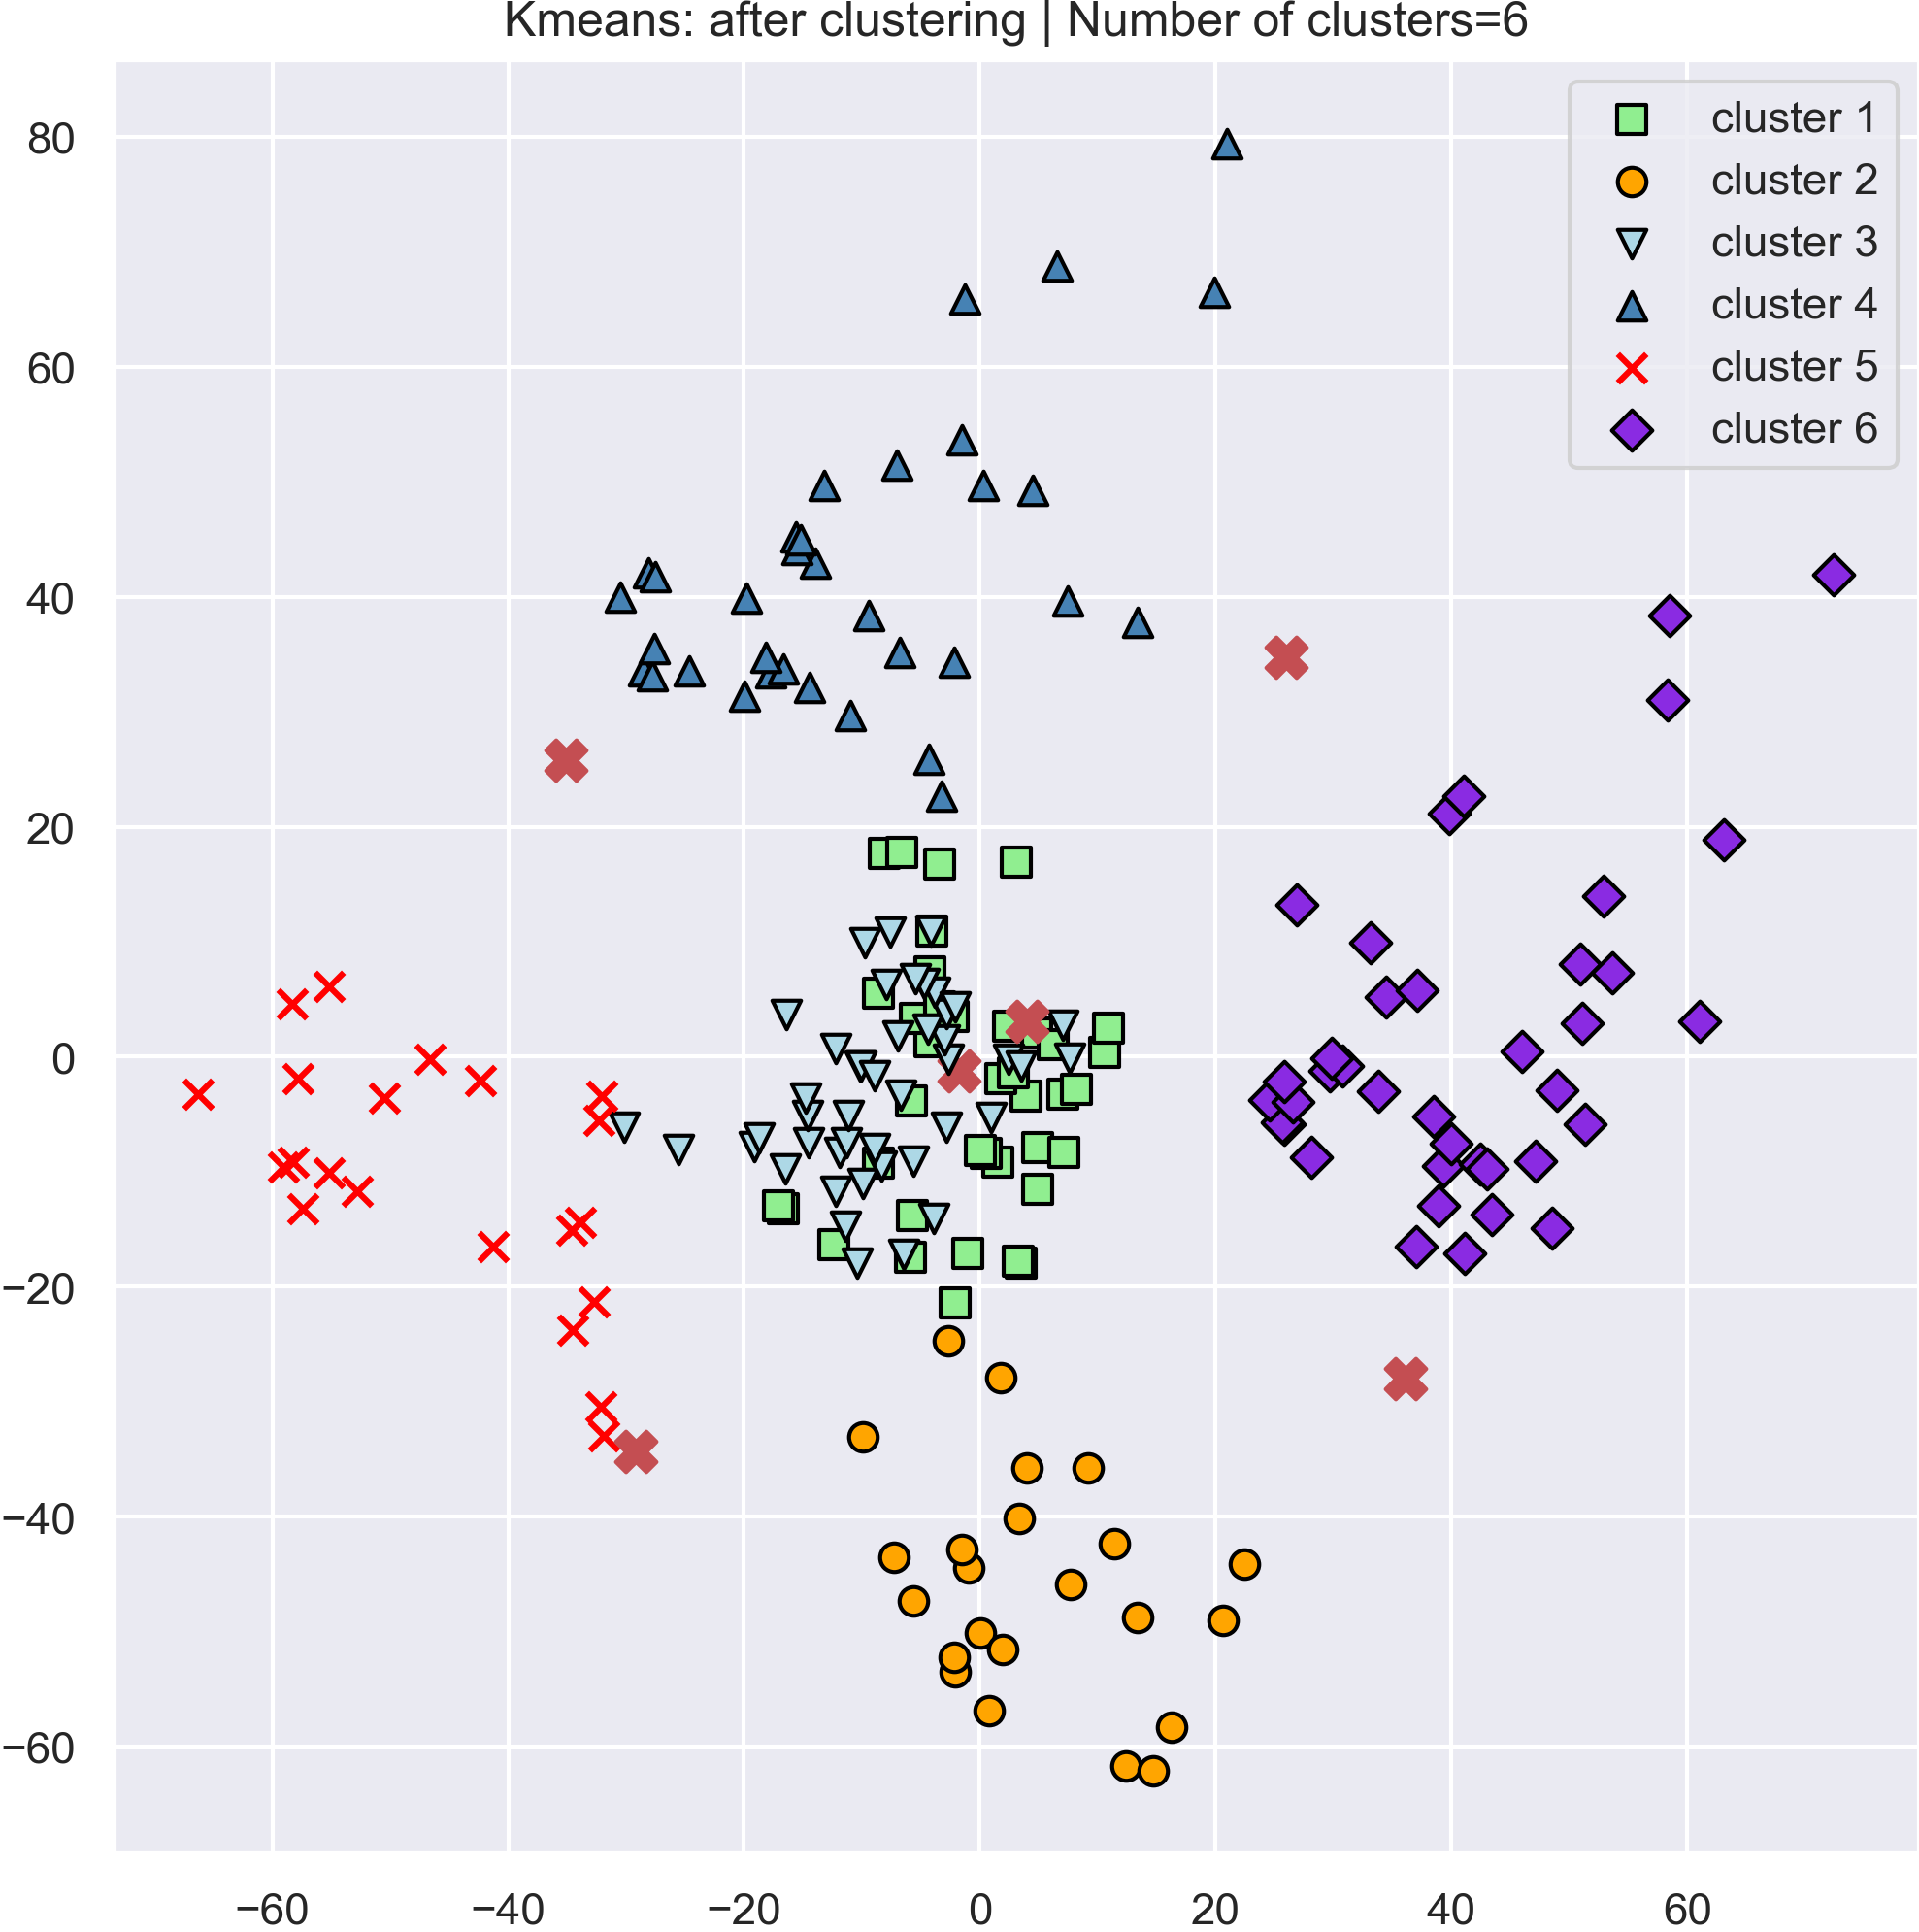 Kmeans: after clustering | Number of clusters=6
cluster 1
cluster 2
cluster 3
cluster 4
cluster 5
cluster 6
80
60
40
20
0
−20
−40
−60
−60 −40 −20 0 20 40 60